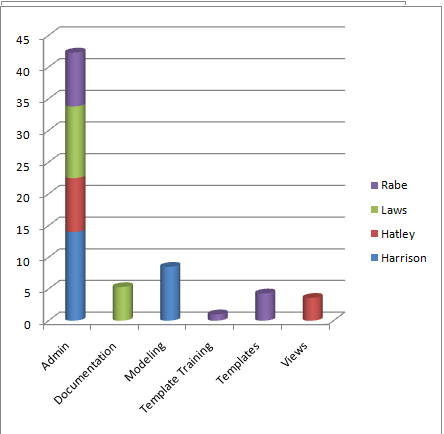 45
40
35
30
25
20
15
10
5
0
Admin
Documentation
Modeling
Template Training
Templates
Views
Rabe
Laws
Hatley
Harrison